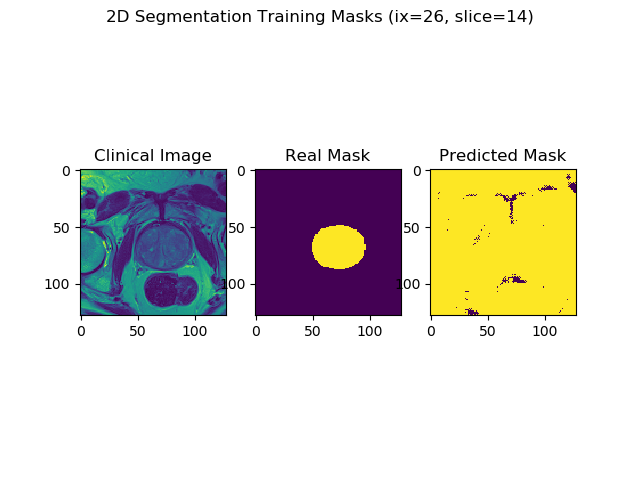 2D Segmentation Training Masks (ix=26, slice=14)
Clinical Image Real Mask Predicted Mask
0 0 0
50 50 50
100 100 100
0 100 0 50 100 0 50 100